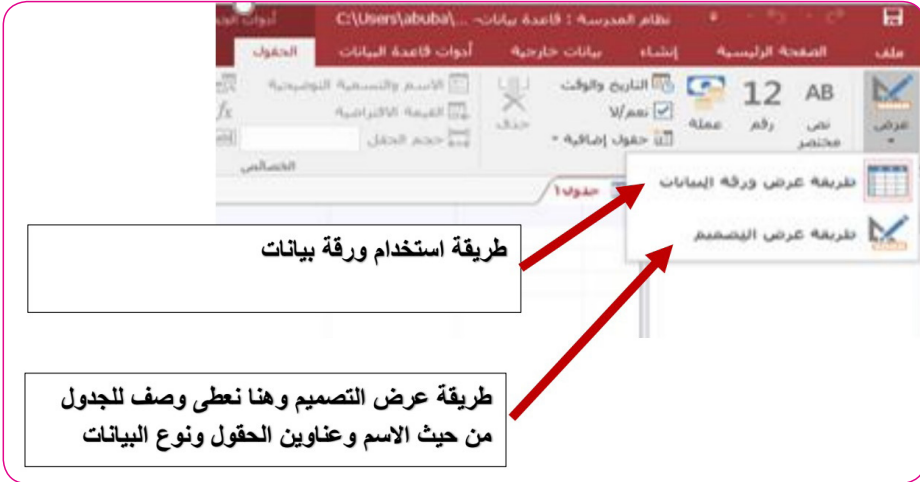 نظام المدرسة : قاعدة بيانات- ...\C:\Users\abuba
ملف الصفحة الرئيسية إنشاء بيانات خارجية أدوات قاعدة البيانات الحقول
عرض
AB نص مختصر
12 رقم
عملة
التاريخ والوقت
نعم/لا
حقول إضافية
حذف
الاسم والتسمية التوضيحية
القيمة الافتراضية
حجم الحقل
fx
ab
الخصائص
جدول١
طريقة عرض ورقة البيانات
طريقة عرض التصميم
طريقة استخدام ورقة بيانات
طريقة عرض التصميم وهنا نعطى وصف للجدول
من حيث الاسم وعناوين الحقول ونوع البيانات